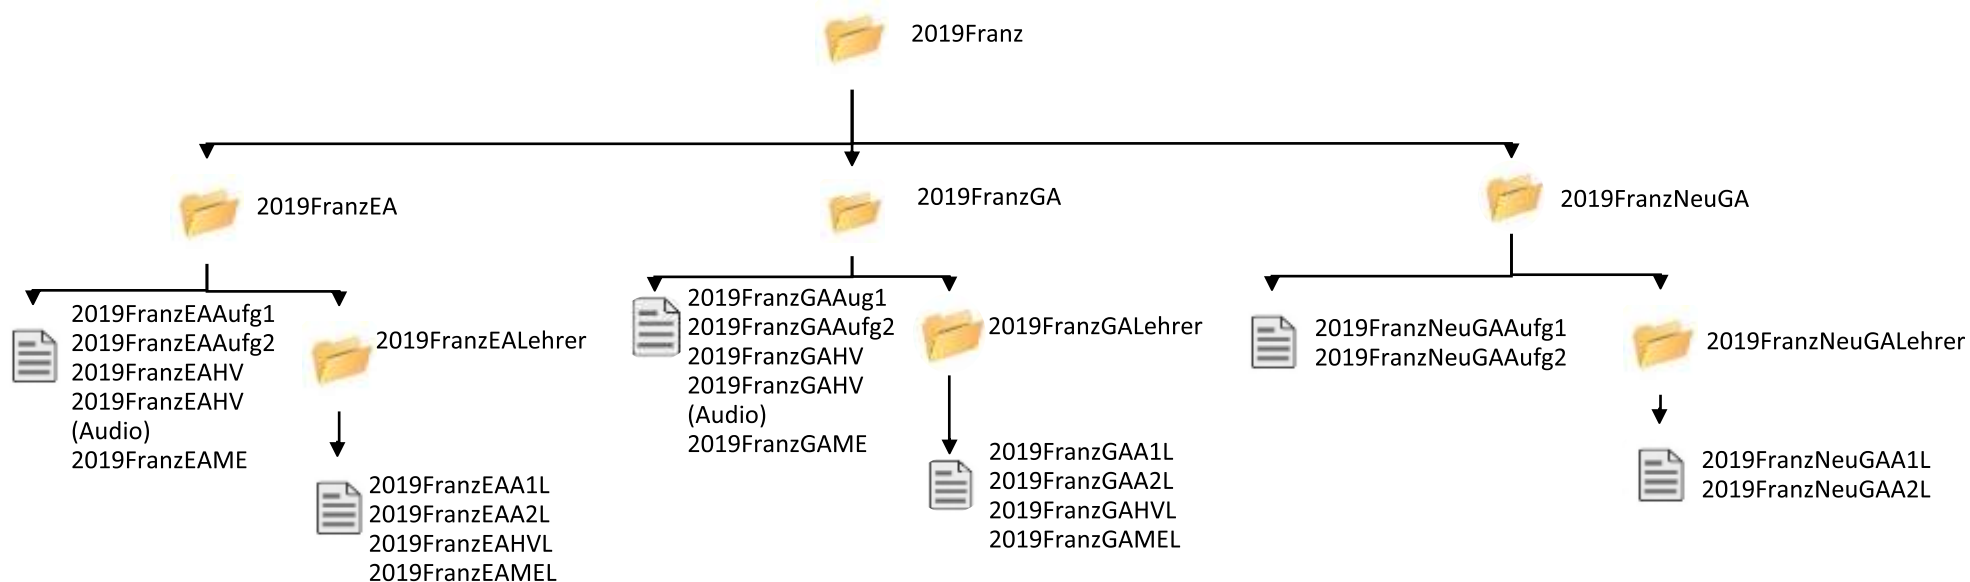 2019Franz
2019FranzEA
2019FranzGA
2019FranzNeuGA
2019FranzEAAufg1
2019FranzEAAufg2
2019FranzEAHV
2019FranzEAHV
(Audio)
2019FranzEAME
2019FranzEALehrer
2019FranzEAA1L
2019FranzEAA2L
2019FranzEAHVL
2019FranzEAMEL
2019FranzGAAug1
2019FranzGAAufg2
2019FranzGAHV
2019FranzGAHV
(Audio)
2019FranzGAME
2019FranzGALehrer
2019FranzGAA1L
2019FranzGAA2L
2019FranzGAHVL
2019FranzGAMEL
2019FranzNeuGAAufg1
2019FranzNeuGAAufg2
2019FranzNeuGALehrer
2019FranzNeuGAA1L
2019FranzNeuGAA2L